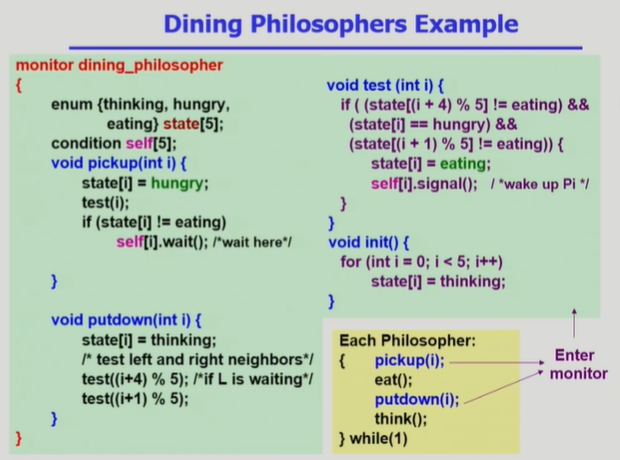 Dining Philosophers Example
monitor dining_philosopher
{
enum {thinking, hungry,
eating} state[5];
condition self[5];
void pickup(int i) {
state[i] = hungry;
test(i);
if (state[i] != eating)
self[i].wait(); /*wait here*/
}
void putdown(int i) {
state[i] = thinking;
/* test left and right neighbors*/
test((i+4) % 5); /*if L is waiting*/
test((i+1) % 5);
}
}
void test (int i) {
if ( (state[(i + 4) % 5] != eating) &&
(state[i] == hungry) &&
(state[(i + 1) % 5] != eating)) {
state[i] = eating;
self[i].signal(); / *wake up Pi */
}
}
void init() {
for (int i = 0; i < 5; i++)
state[i] = thinking;
}
Each Philosopher:
{ pickup(i);
eat();
putdown(i);
think();
} while(1)
Enter
monitor